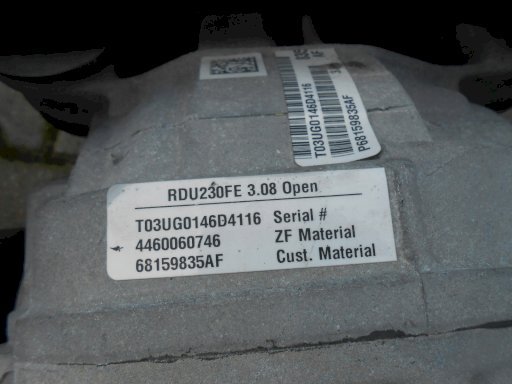 T03UG0146D4116
P68159835AF
RDU230FE 3.08 Open
T03UG0146D4116 Serial #
4460060746 ZF Material
68159835AF Cust. Material